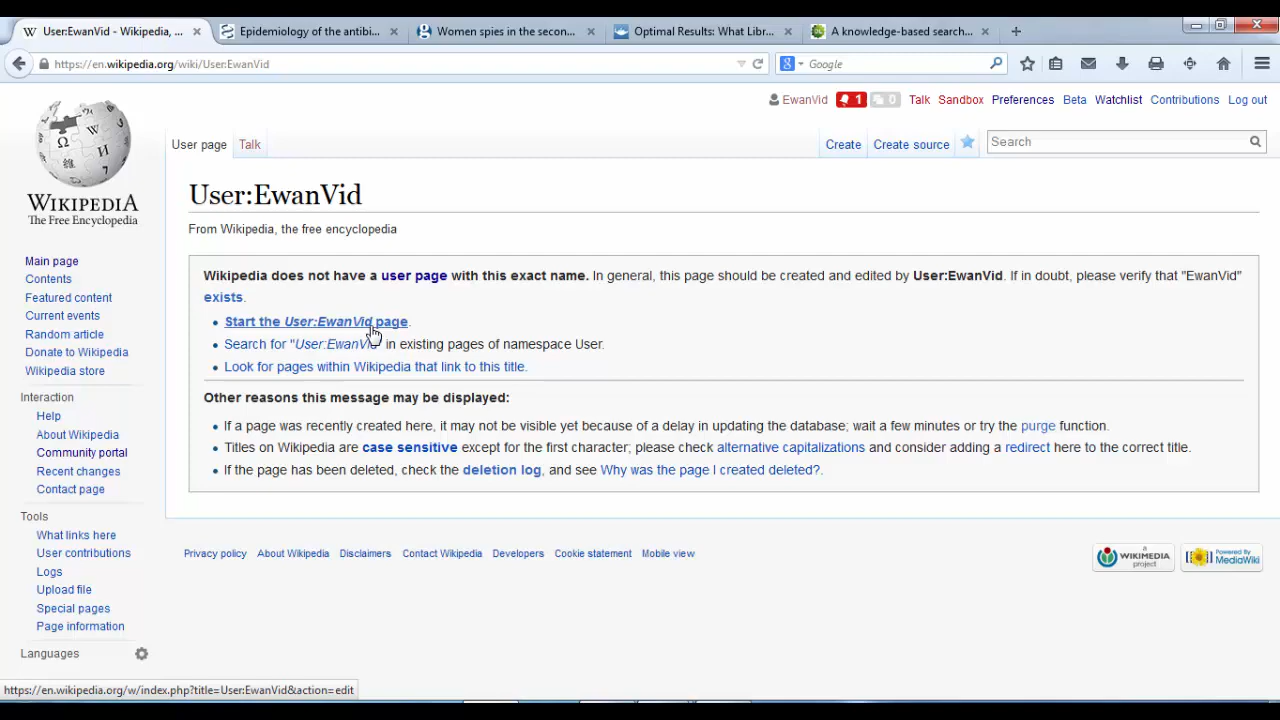 User:EwanVid - Wikipedia, ...
Epidemiology of the antibi...
Women spies in the secon...
Optimal Results: What Libr...
A knowledge-based search...
https://en.wikipedia.org/wiki/User:EwanVid
Google
EwanVid 1 0 Talk Sandbox Preferences Beta Watchlist Contributions Log out
User page Talk Create Create source Search
WIKIPEDIA
The Free Encyclopedia
User:EwanVid
From Wikipedia, the free encyclopedia
Wikipedia does not have a user page with this exact name. In general, this page should be created and edited by User:EwanVid. If in doubt, please verify that "EwanVid"
exists.
Start the User:EwanVid page.
Search for "User:EwanVi in existing pages of namespace User.
Look for pages within Wikipedia that link to this title.
Other reasons this message may be displayed:
If a page was recently created here, it may not be visible yet because of a delay in updating the database; wait a few minutes or try the purge function.
Titles on Wikipedia are case sensitive except for the first character; please check alternative capitalizations and consider adding a redirect here to the correct title.
If the page has been deleted, check the deletion log, and see Why was the page I created deleted?.
Main page
Contents
Featured content
Current events
Random article
Donate to Wikipedia
Wikipedia store
Interaction
Help
About Wikipedia
Community portal
Recent changes
Contact page
Tools
What links here
User contributions
Logs
Upload file
Special pages
Page information
Languages
Privacy policy About Wikipedia Disclaimers Contact Wikipedia Developers Cookie statement Mobile view
A WIKIMEDIA project
Powered By MediaWiki
https://en.wikipedia.org/w/index.php?title=User:EwanVid&action=edit